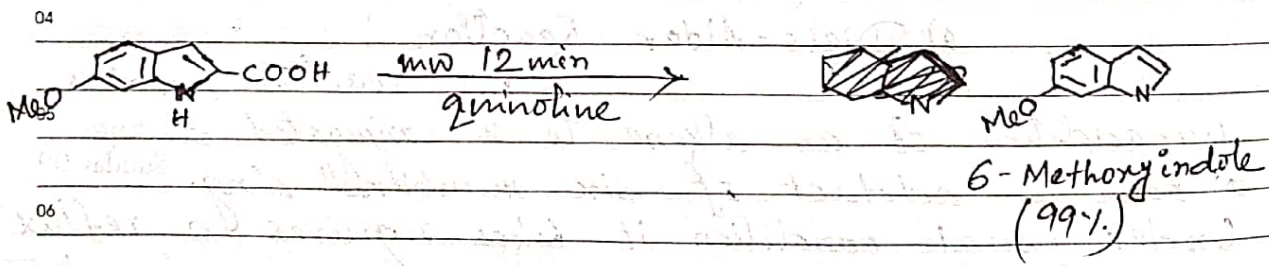 04
COOH
mw 12 min
quinoline
MeO
N
H
N
MeO
N
6-Methoxyindole
(99%)
06